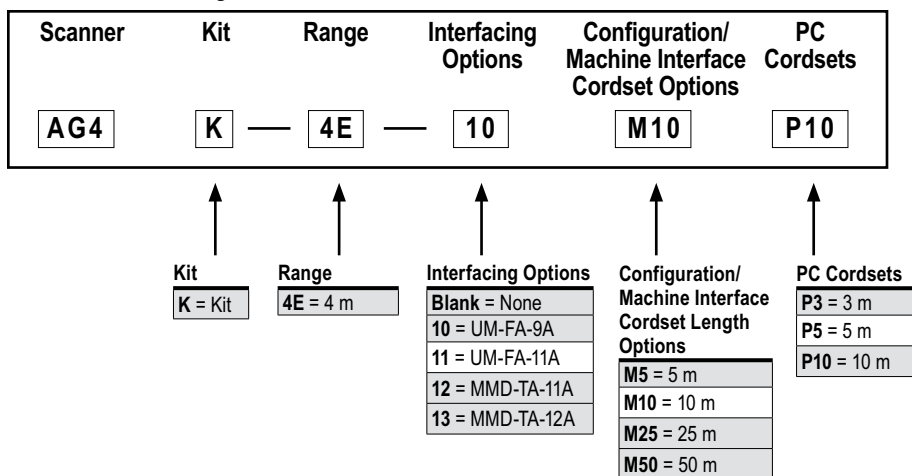 Scanner
Kit
Range
Interfacing
Options
Configuration/
Machine Interface
Cordset Options
PC
Cordsets
AG4
K
—
4E
—
10
M10
P10
Kit
K = Kit
Range
4E = 4 m
Interfacing Options
Blank = None
10 = UM-FA-9A
11 = UM-FA-11A
12 = MMD-TA-11A
13 = MMD-TA-12A
Configuration/
Machine Interface
Cordset Length
Options
M5 = 5 m
M10 = 10 m
M25 = 25 m
M50 = 50 m
PC Cordsets
P3 = 3 m
P5 = 5 m
P10 = 10 m